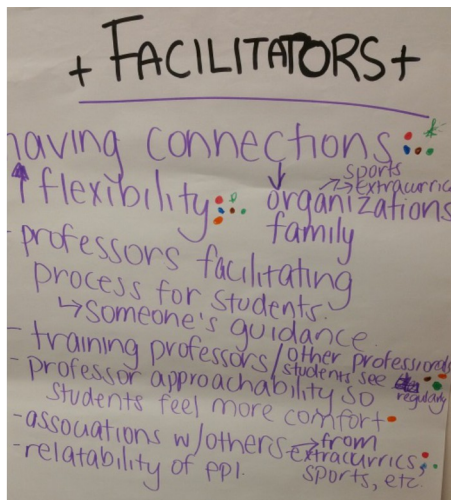 + FACILITATORS +
having connections
↑ flexibility
↓
organizations
→ sports
→ extracurric
family
- professors facilitating
process for students.
↳ someone's guidance
- training professors / other professionals
students see regularly
- professor approachability so
students feel more comfort
- associations w/others → from
extracurrics,
sports, etc.
- relatability of ppl.